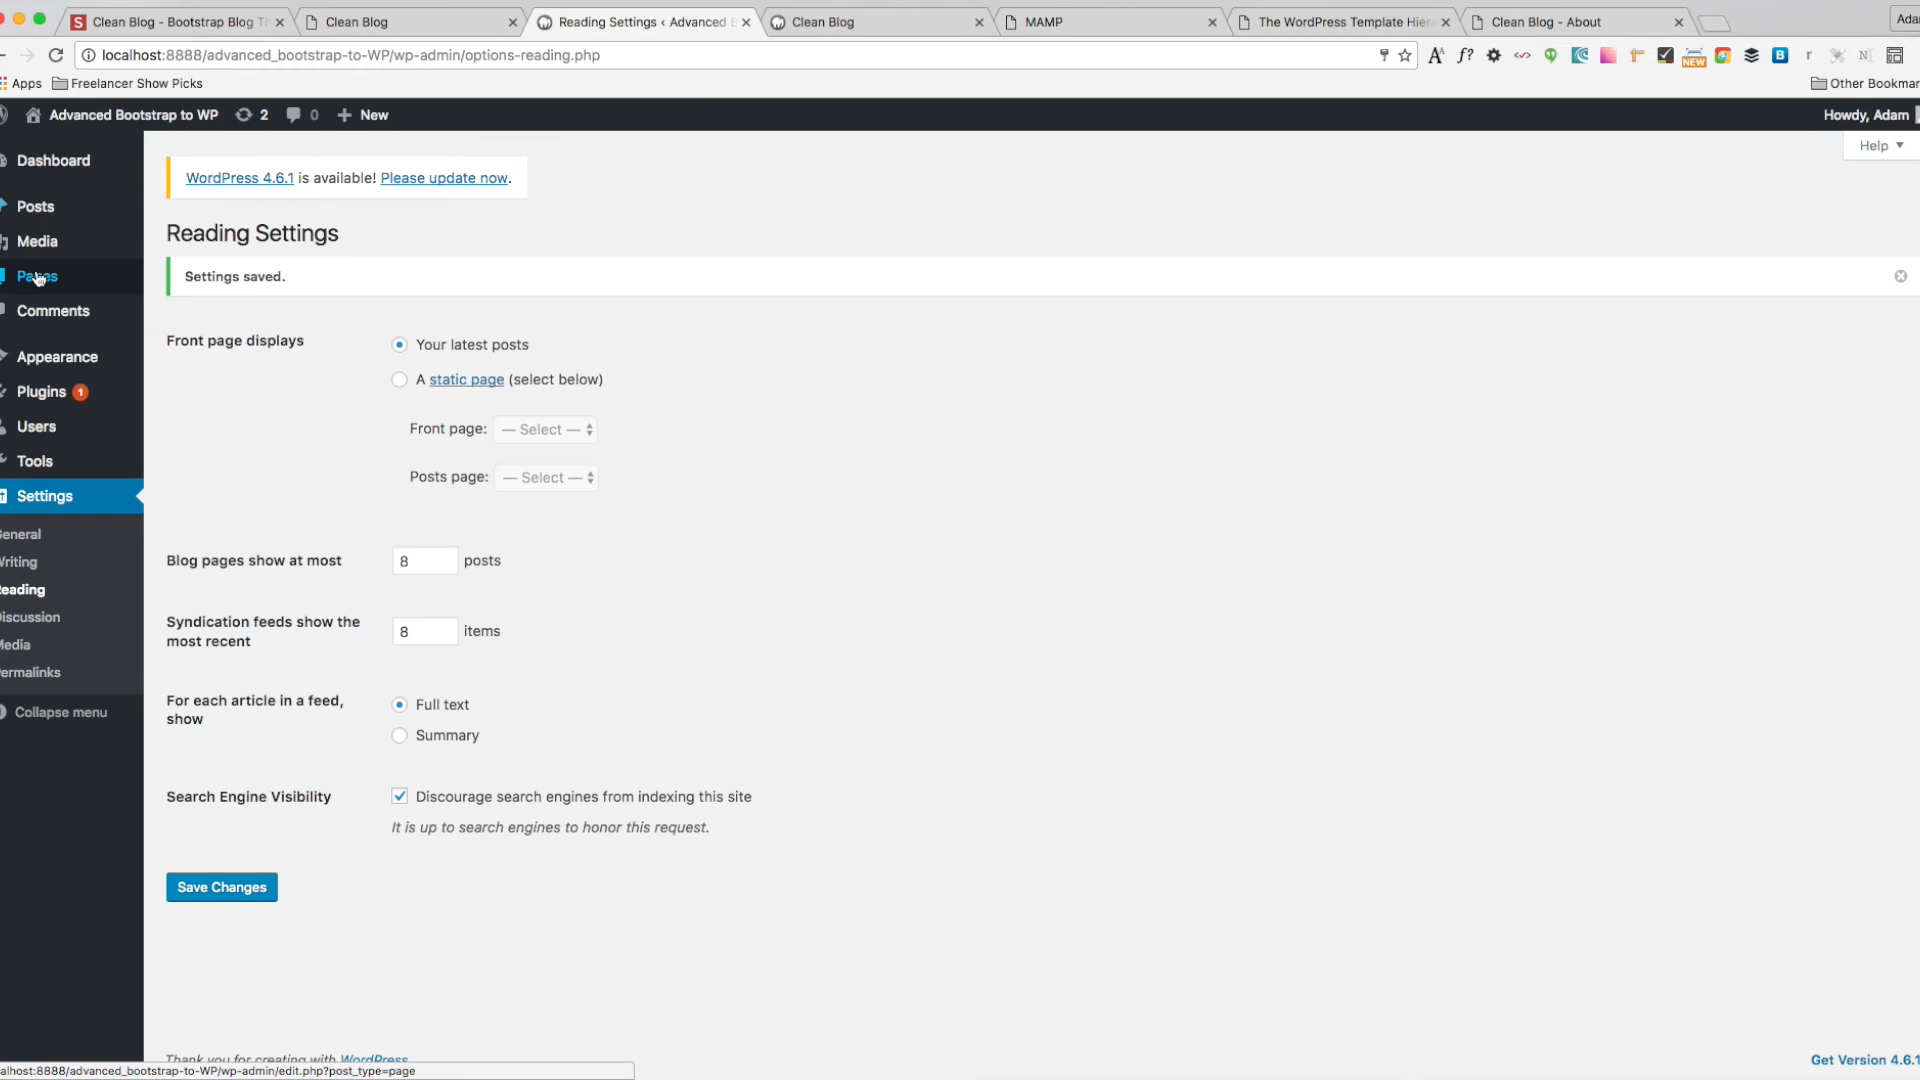 Clean Blog - Bootstrap Blog Th
Clean Blog
Reading Settings ‹ Advanced B
Clean Blog
MAMP
The WordPress Template Hiera
Clean Blog - About
Ada
localhost:8888/advanced_bootstrap-to-WP/wp-admin/options-reading.php
Apps
Freelancer Show Picks
Other Bookmar
Advanced Bootstrap to WP
2
0
+ New
Howdy, Adam
Help
Dashboard
Posts
Media
Pages
Comments
Appearance
Plugins 1
Users
Tools
Settings
eneral
riting
eading
iscussion
edia
ermalinks
Collapse menu
WordPress 4.6.1 is available! Please update now.
Reading Settings
Settings saved.
Front page displays
Your latest posts
A static page (select below)
Front page: — Select —
Posts page: — Select —
Blog pages show at most 8 posts
Syndication feeds show the
most recent
8 items
For each article in a feed,
show
Full text
Summary
Search Engine Visibility
Discourage search engines from indexing this site
It is up to search engines to honor this request.
Save Changes
Thank you for creating with WordPress
Get Version 4.6.1
alhost:8888/advanced_bootstrap-to-WP/wp-admin/edit.php?post_type=page